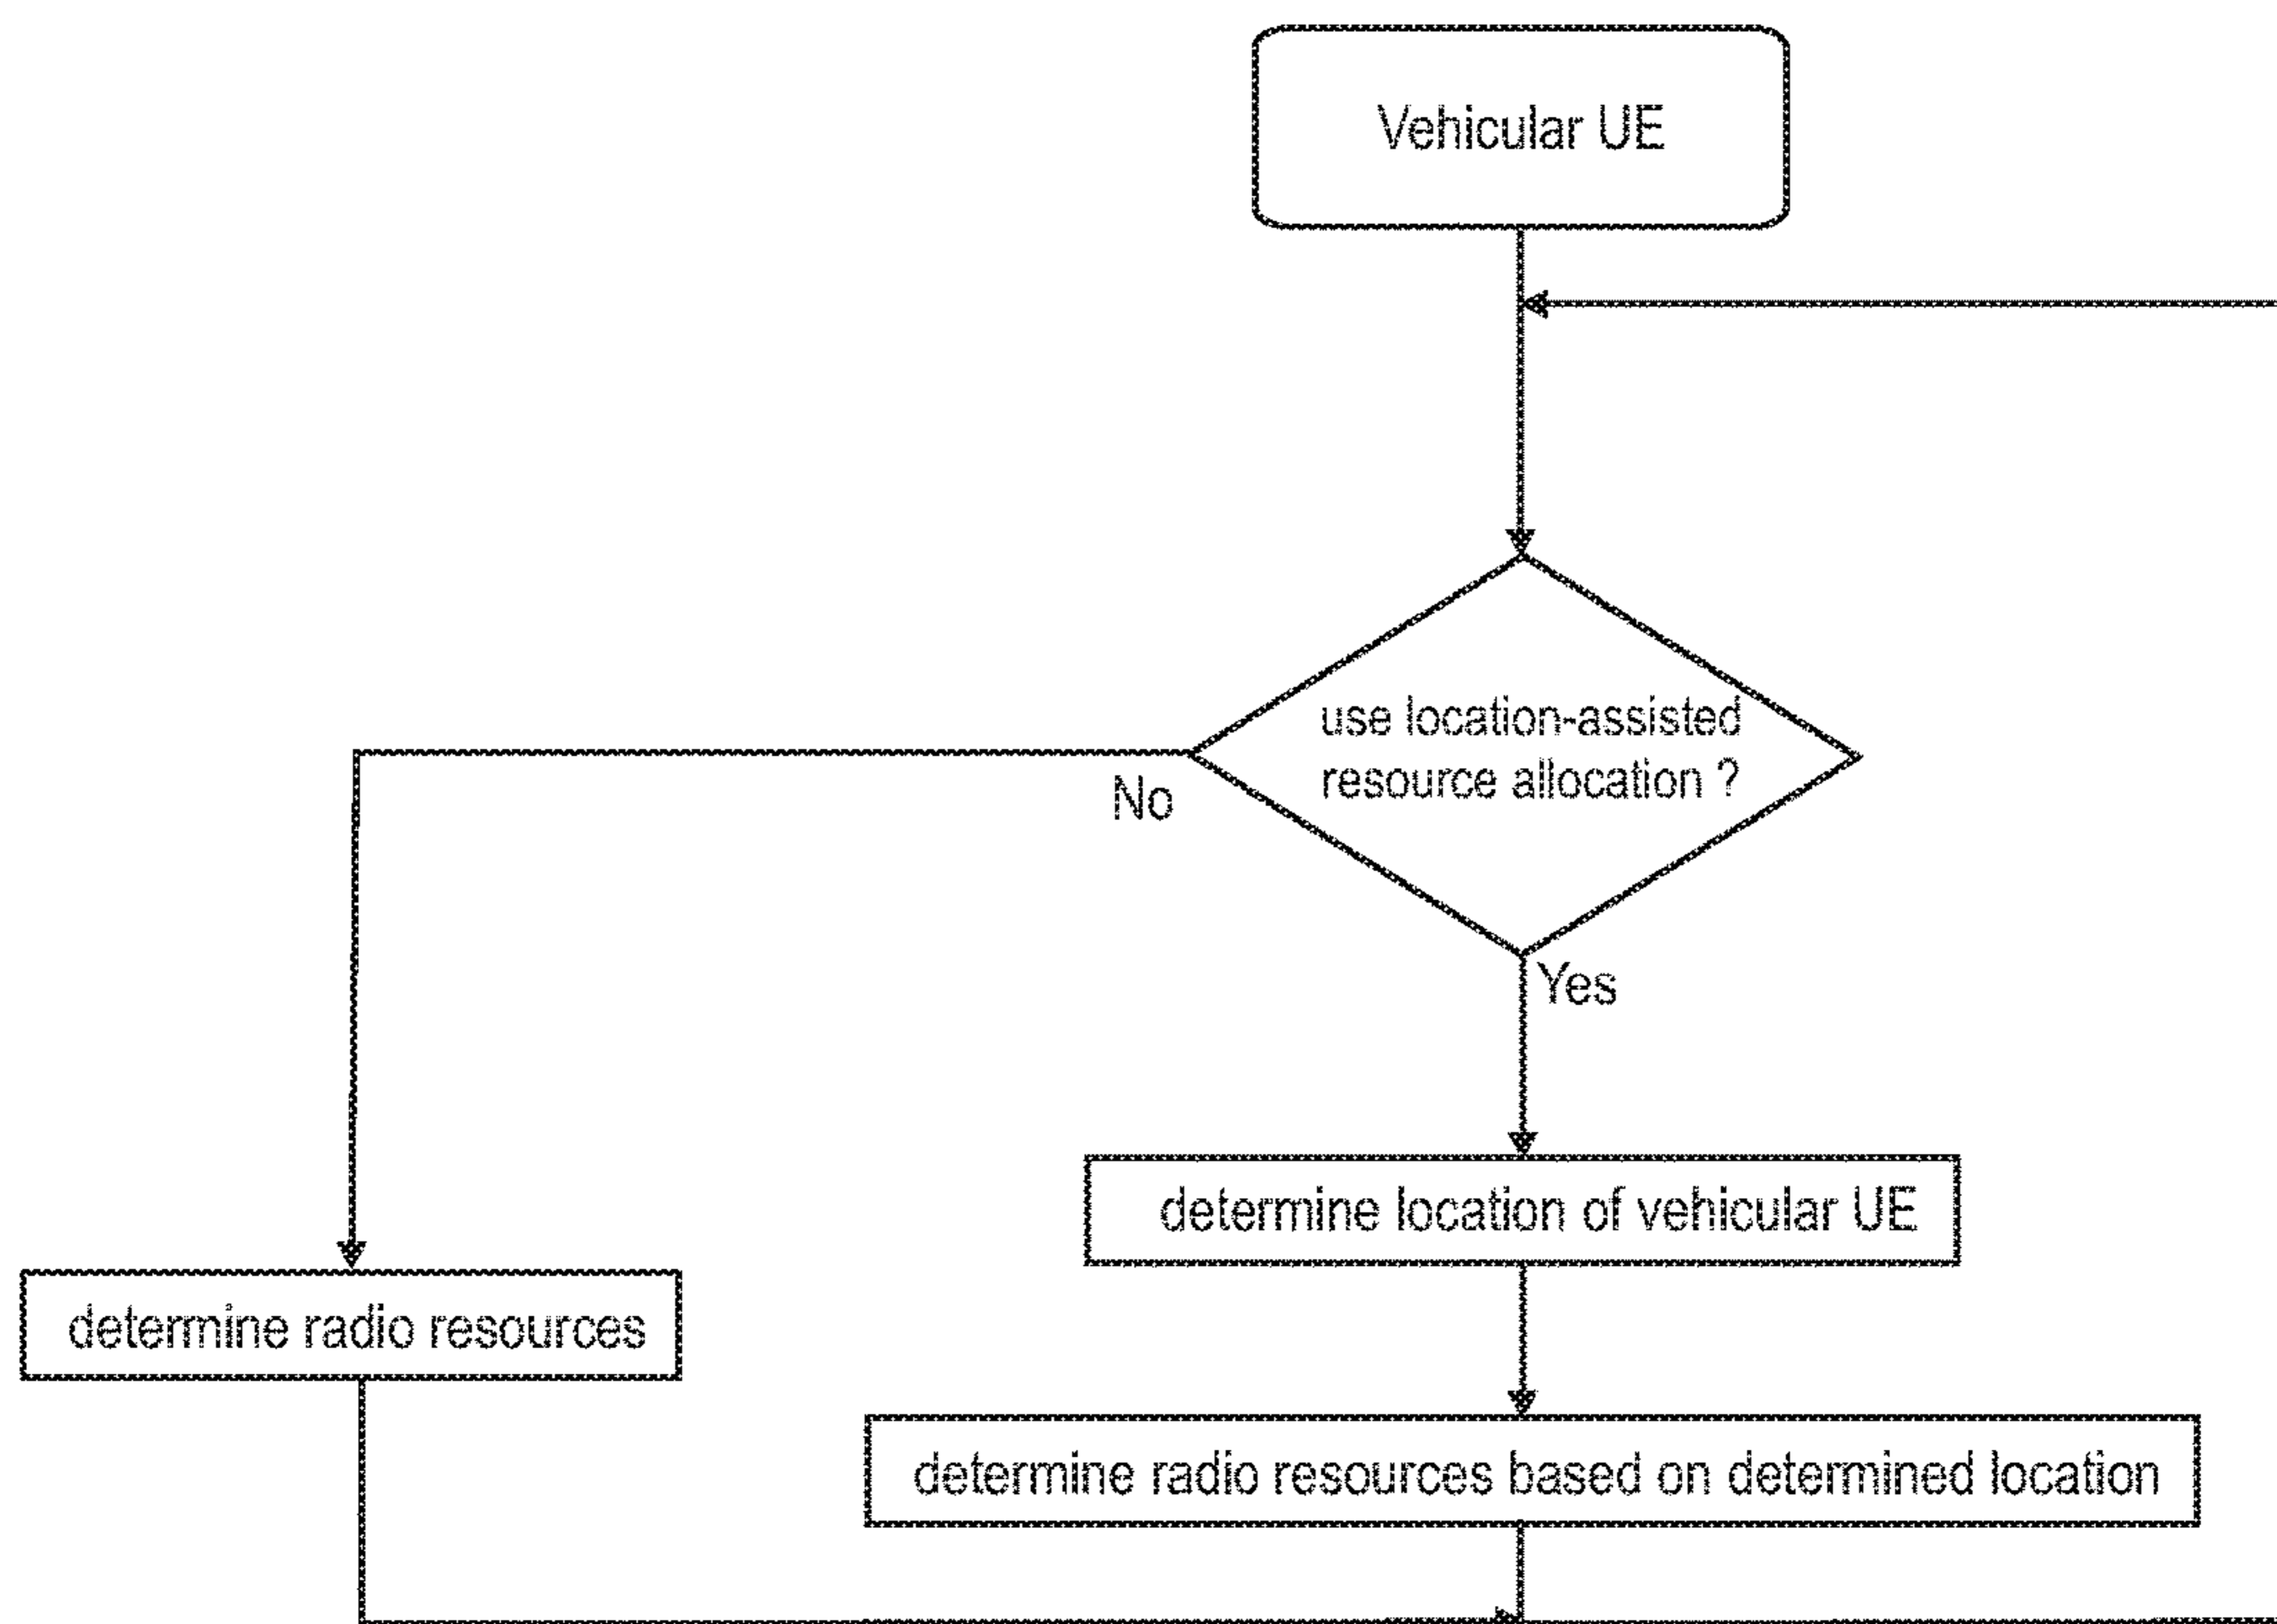 Vehicular UE
use location-assisted
resource allocation ?
No
Yes
determine location of vehicular UE
determine radio resources
determine radio resources based on determined location